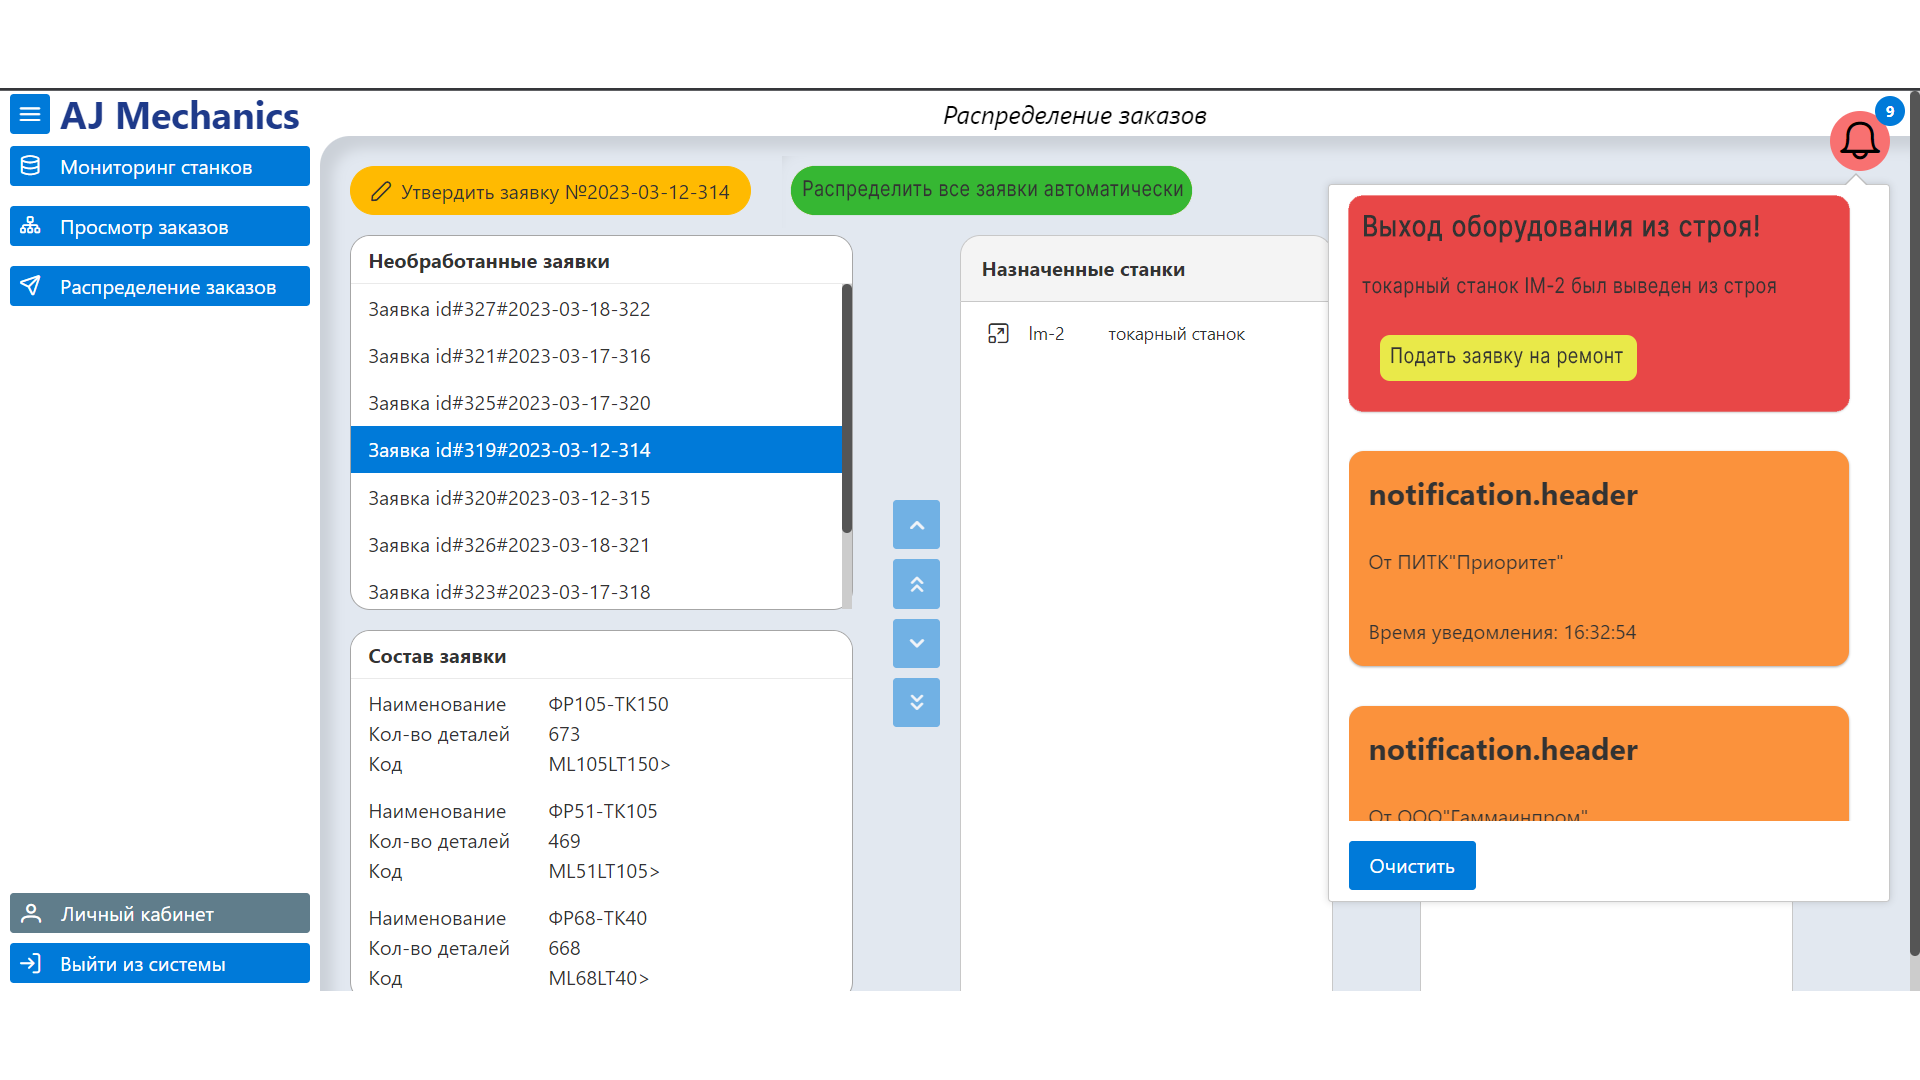 AJ Mechanics
Распределение заказов
9
Мониторинг станков
Просмотр заказов
Распределение заказов
Личный кабинет
Выйти из системы
Утвердить заявку №2023-03-12-314
Распределить все заявки автоматически
Необработанные заявки
Заявка id#327#2023-03-18-322
Заявка id#321#2023-03-17-316
Заявка id#325#2023-03-17-320
Заявка id#319#2023-03-12-314
Заявка id#320#2023-03-12-315
Заявка id#326#2023-03-18-321
Заявка id#323#2023-03-17-318
Состав заявки
Наименование ФР105-ТК150
Кол-во деталей 673
Код ML105LT150>
Наименование ФР51-ТК105
Кол-во деталей 469
Код ML51LT105>
Наименование ФР68-ТК40
Кол-во деталей 668
Код ML68LT40>
Назначенные станки
lm-2 токарный станок
Выход оборудования из строя!
токарный станок IM-2 был выведен из строя
Подать заявку на ремонт
notification.header
От ПИТК"Приоритет"
Время уведомления: 16:32:54
notification.header
От ООО"Гаммаинпром"
Очистить